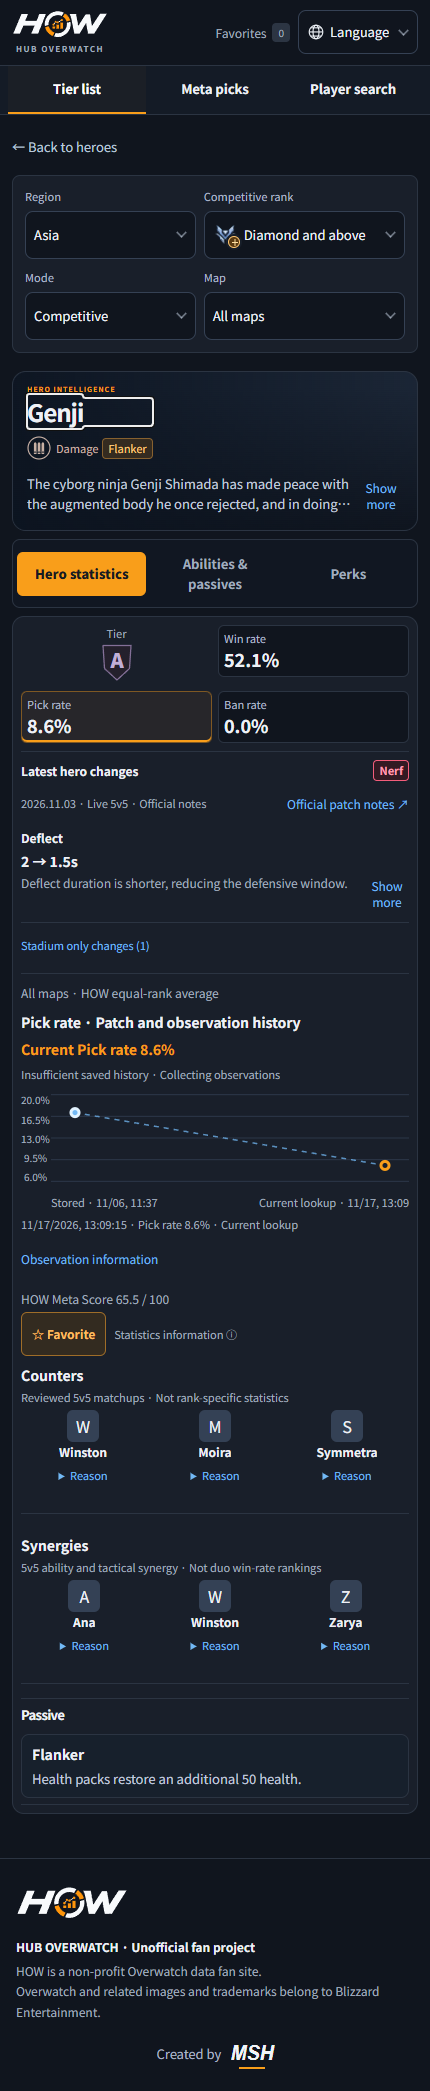 HOW
HUB OVERWATCH
Favorites 0
Language
Tier list
Meta picks
Player search
← Back to heroes
Region
Competitive rank
Asia
Diamond and above
Mode
Map
Competitive
All maps
HERO INTELLIGENCE
Genji
Damage Flanker
The cyborg ninja Genji Shimada has made peace with
the augmented body he once rejected, and in doing…
Show
more
Hero statistics
Abilities &
passives
Perks
Tier
A
Win rate
52.1%
Pick rate
8.6%
Ban rate
0.0%
Latest hero changes
Nerf
2026.11.03 · Live 5v5 · Official notes
Official patch notes ↗
Deflect
2 → 1.5s
Deflect duration is shorter, reducing the defensive window.
Show
more
Stadium only changes (1)
All maps · HOW equal-rank average
Pick rate · Patch and observation history
Current Pick rate 8.6%
Insufficient saved history · Collecting observations
20.0%
16.5%
13.0%
9.5%
6.0%
Stored · 11/06, 11:37
Current lookup · 11/17, 13:09
11/17/2026, 13:09:15 · Pick rate 8.6% · Current lookup
Observation information
HOW Meta Score 65.5 / 100
☆ Favorite
Statistics information ⓘ
Counters
Reviewed 5v5 matchups · Not rank-specific statistics
W
M
S
Winston
Moira
Symmetra
▶ Reason
▶ Reason
▶ Reason
Synergies
5v5 ability and tactical synergy · Not duo win-rate rankings
A
W
Z
Ana
Winston
Zarya
▶ Reason
▶ Reason
▶ Reason
Passive
Flanker
Health packs restore an additional 50 health.
HOW
HUB OVERWATCH · Unofficial fan project
HOW is a non-profit Overwatch data fan site.
Overwatch and related images and trademarks belong to Blizzard
Entertainment.
Created by MSH